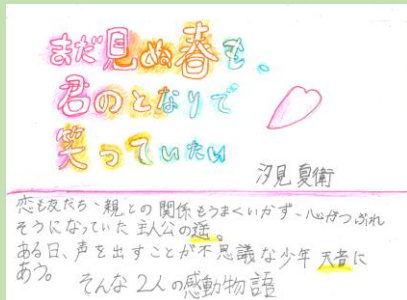 まだ見ぬ春も、
君のとなりで
笑っていたい
汐見夏衛
恋も友だち、親との関係もうまくいかず、心がつぶれ
そうになっていた主人公の遥。
ある日、声を出すことが不思議な少年 天音に
あう。
そんな2人の感動物語